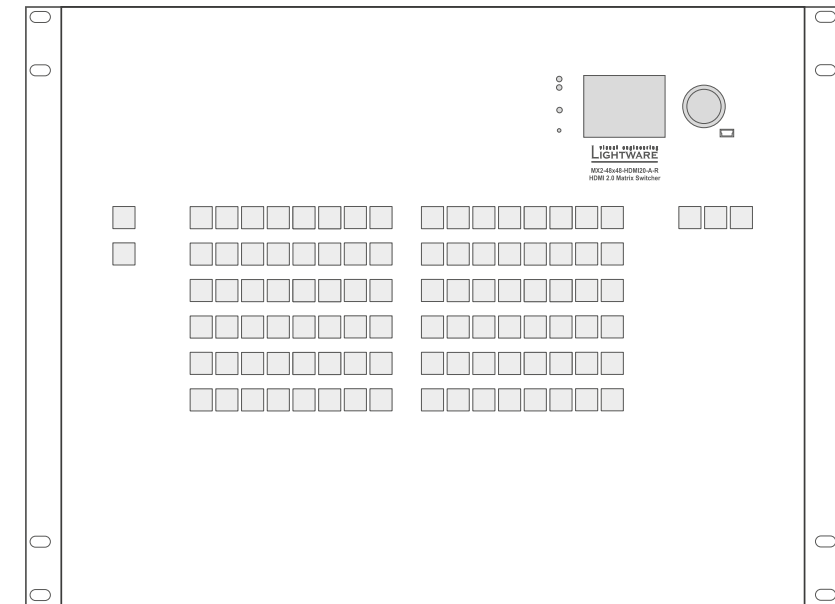 visual engineering
LIGHTWARE
MX2-48x48-HDMI20-A-R
HDMI 2.0 Matrix Switcher